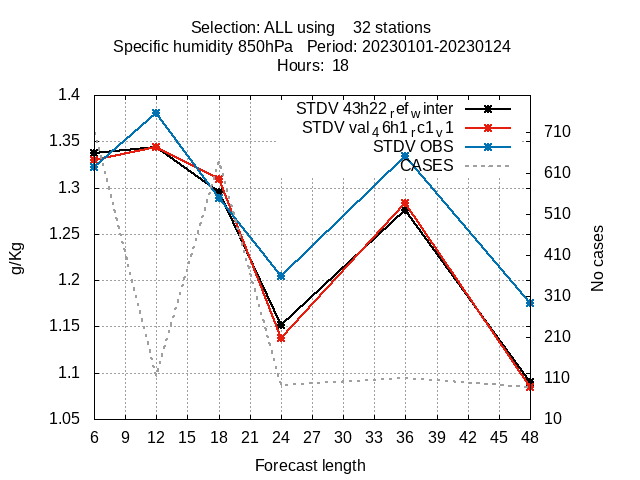 Selection: ALL using 32 stations
Specific humidity 850hPa Period: 20230101-20230124
Hours: 18
STDV 43h22refwinter
STDV val46h1rc1v1
STDV OBS
CASES
1.4
1.35
1.3
1.25
1.2
1.15
1.1
1.05
710
610
510
410
310
210
110
10
g/Kg
No cases
6 9 12 15 18 21 24 27 30 33 36 39 42 45 48
Forecast length